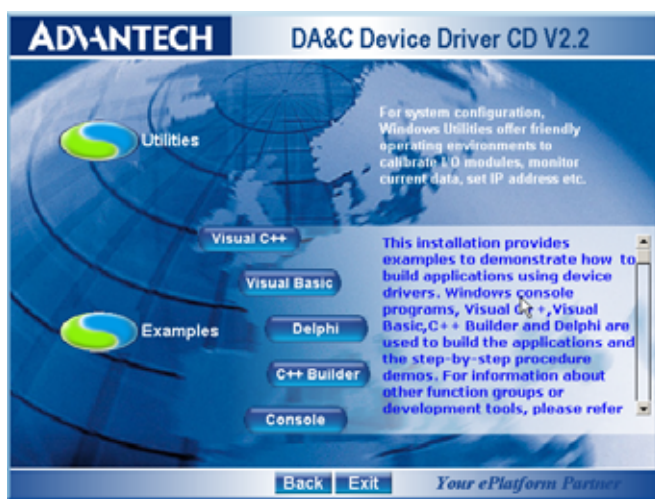 ADVANTECH
DA&C Device Driver CD V2.2
For system configuration,
Windows Utilities offer friendly
operating environments to
calibrate I/O modules, monitor
current data, set IP address etc.
Utilities
Visual C++
Visual Basic
Examples
Delphi
C++ Builder
Console
This installation provides
examples to demonstrate how to
build applications using device
drivers. Windows console
programs, Visual C++,Visual
Basic,C++ Builder and Delphi are
used to build the applications and
the step-by-step procedure
demos. For information about
other function groups or
development tools, please refer
Back
Exit
Your ePlatform Partner